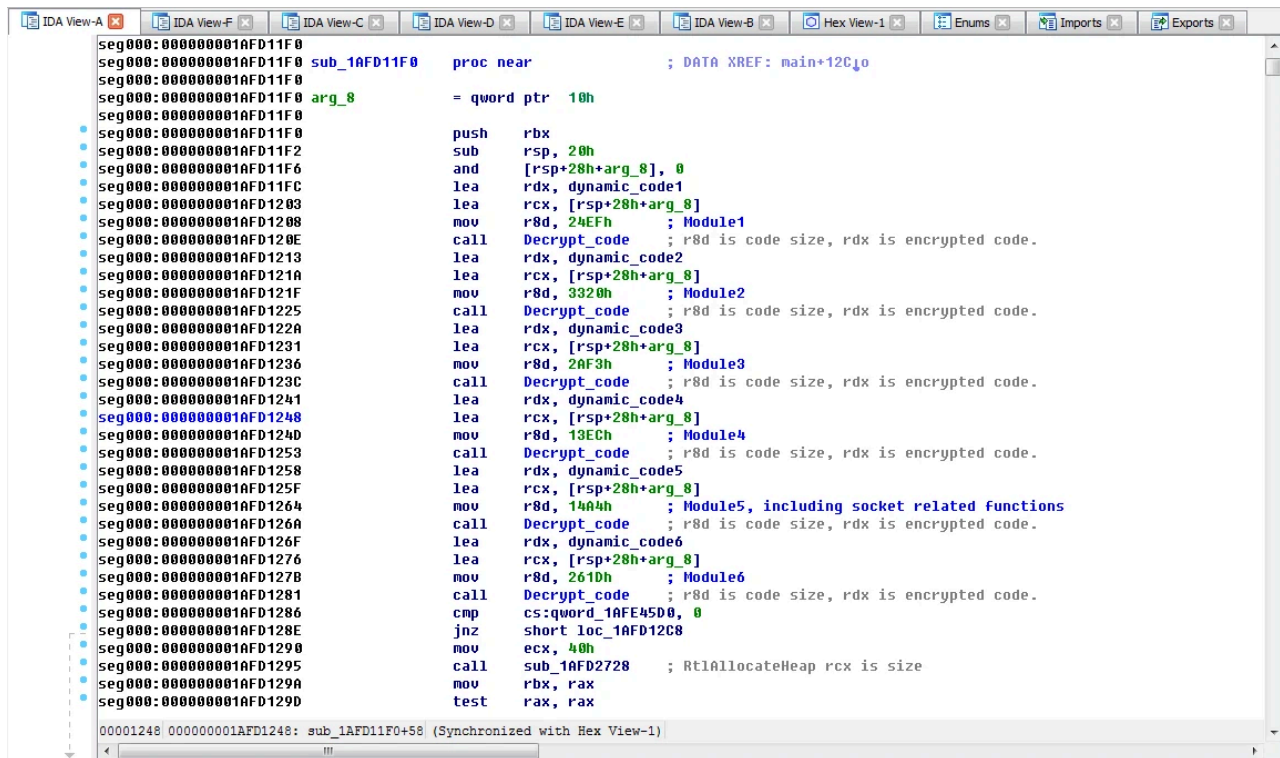 IDA View-A IDA View-F IDA View-C IDA View-D IDA View-E IDA View-B Hex View-1 Enums Imports Exports
seg000:000000001AFD11F0
seg000:000000001AFD11F0 sub_1AFD11F0 proc near ; DATA XREF: main+12C↓o
seg000:000000001AFD11F0
seg000:000000001AFD11F0 arg_8 = qword ptr 10h
seg000:000000001AFD11F0
seg000:000000001AFD11F0 push rbx
seg000:000000001AFD11F2 sub rsp, 20h
seg000:000000001AFD11F6 and [rsp+28h+arg_8], 0
seg000:000000001AFD11FC lea rdx, dynamic_code1
seg000:000000001AFD1203 lea rcx, [rsp+28h+arg_8]
seg000:000000001AFD1208 mov r8d, 24EFh ; Module1
seg000:000000001AFD120E call Decrypt_code ; r8d is code size, rdx is encrypted code.
seg000:000000001AFD1213 lea rdx, dynamic_code2
seg000:000000001AFD121A lea rcx, [rsp+28h+arg_8]
seg000:000000001AFD121F mov r8d, 3320h ; Module2
seg000:000000001AFD1225 call Decrypt_code ; r8d is code size, rdx is encrypted code.
seg000:000000001AFD122A lea rdx, dynamic_code3
seg000:000000001AFD1231 lea rcx, [rsp+28h+arg_8]
seg000:000000001AFD1236 mov r8d, 2AF3h ; Module3
seg000:000000001AFD123C call Decrypt_code ; r8d is code size, rdx is encrypted code.
seg000:000000001AFD1241 lea rdx, dynamic_code4
seg000:000000001AFD1248 lea rcx, [rsp+28h+arg_8]
seg000:000000001AFD124D mov r8d, 13ECh ; Module4
seg000:000000001AFD1253 call Decrypt_code ; r8d is code size, rdx is encrypted code.
seg000:000000001AFD1258 lea rdx, dynamic_code5
seg000:000000001AFD125F lea rcx, [rsp+28h+arg_8]
seg000:000000001AFD1264 mov r8d, 14A4h ; Module5, including socket related functions
seg000:000000001AFD126A call Decrypt_code ; r8d is code size, rdx is encrypted code.
seg000:000000001AFD126F lea rdx, dynamic_code6
seg000:000000001AFD1276 lea rcx, [rsp+28h+arg_8]
seg000:000000001AFD127B mov r8d, 261Dh ; Module6
seg000:000000001AFD1281 call Decrypt_code ; r8d is code size, rdx is encrypted code.
seg000:000000001AFD1286 cmp cs:qword_1AFE45D0, 0
seg000:000000001AFD128E jnz short loc_1AFD12C8
seg000:000000001AFD1290 mov ecx, 40h
seg000:000000001AFD1295 call sub_1AFD2728 ; RtlAllocateHeap rcx is size
seg000:000000001AFD129A mov rbx, rax
seg000:000000001AFD129D test rax, rax
00001248 000000001AFD1248: sub_1AFD11F0+58 (Synchronized with Hex View-1)